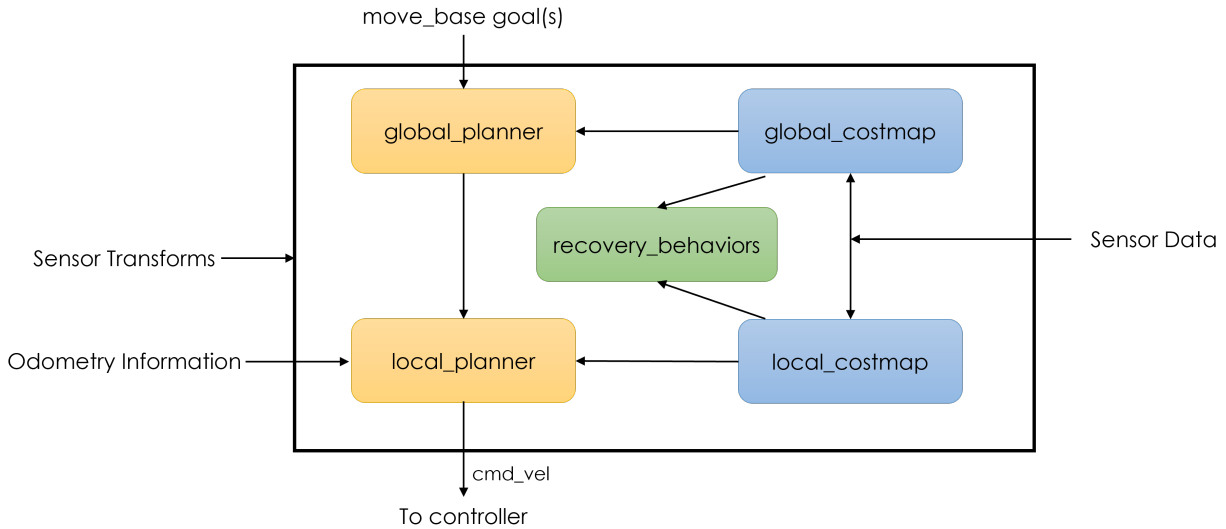 move_base goal(s)
global_planner
global_costmap
recovery_behaviors
Sensor Data
Sensor Transforms
Odometry Information
local_planner
local_costmap
cmd_vel
To controller